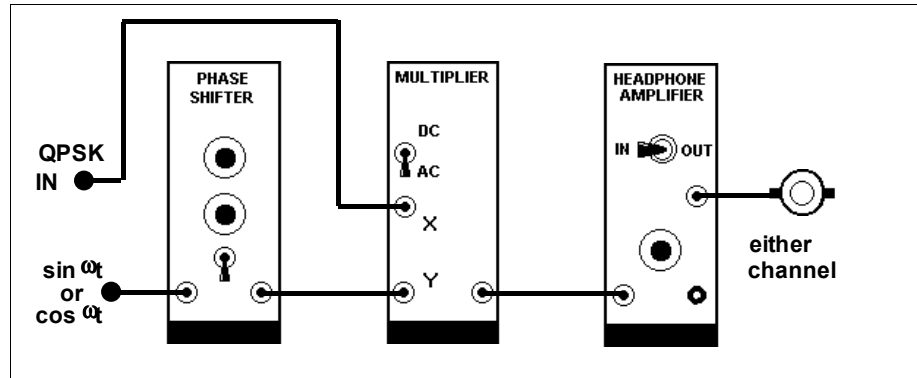 PHASE
SHIFTER
MULTIPLIER
HEADPHONE
AMPLIFIER
DC
AC
X
Y
IN
OUT
QPSK
IN
sin ωt
or
cos ωt
either
channel